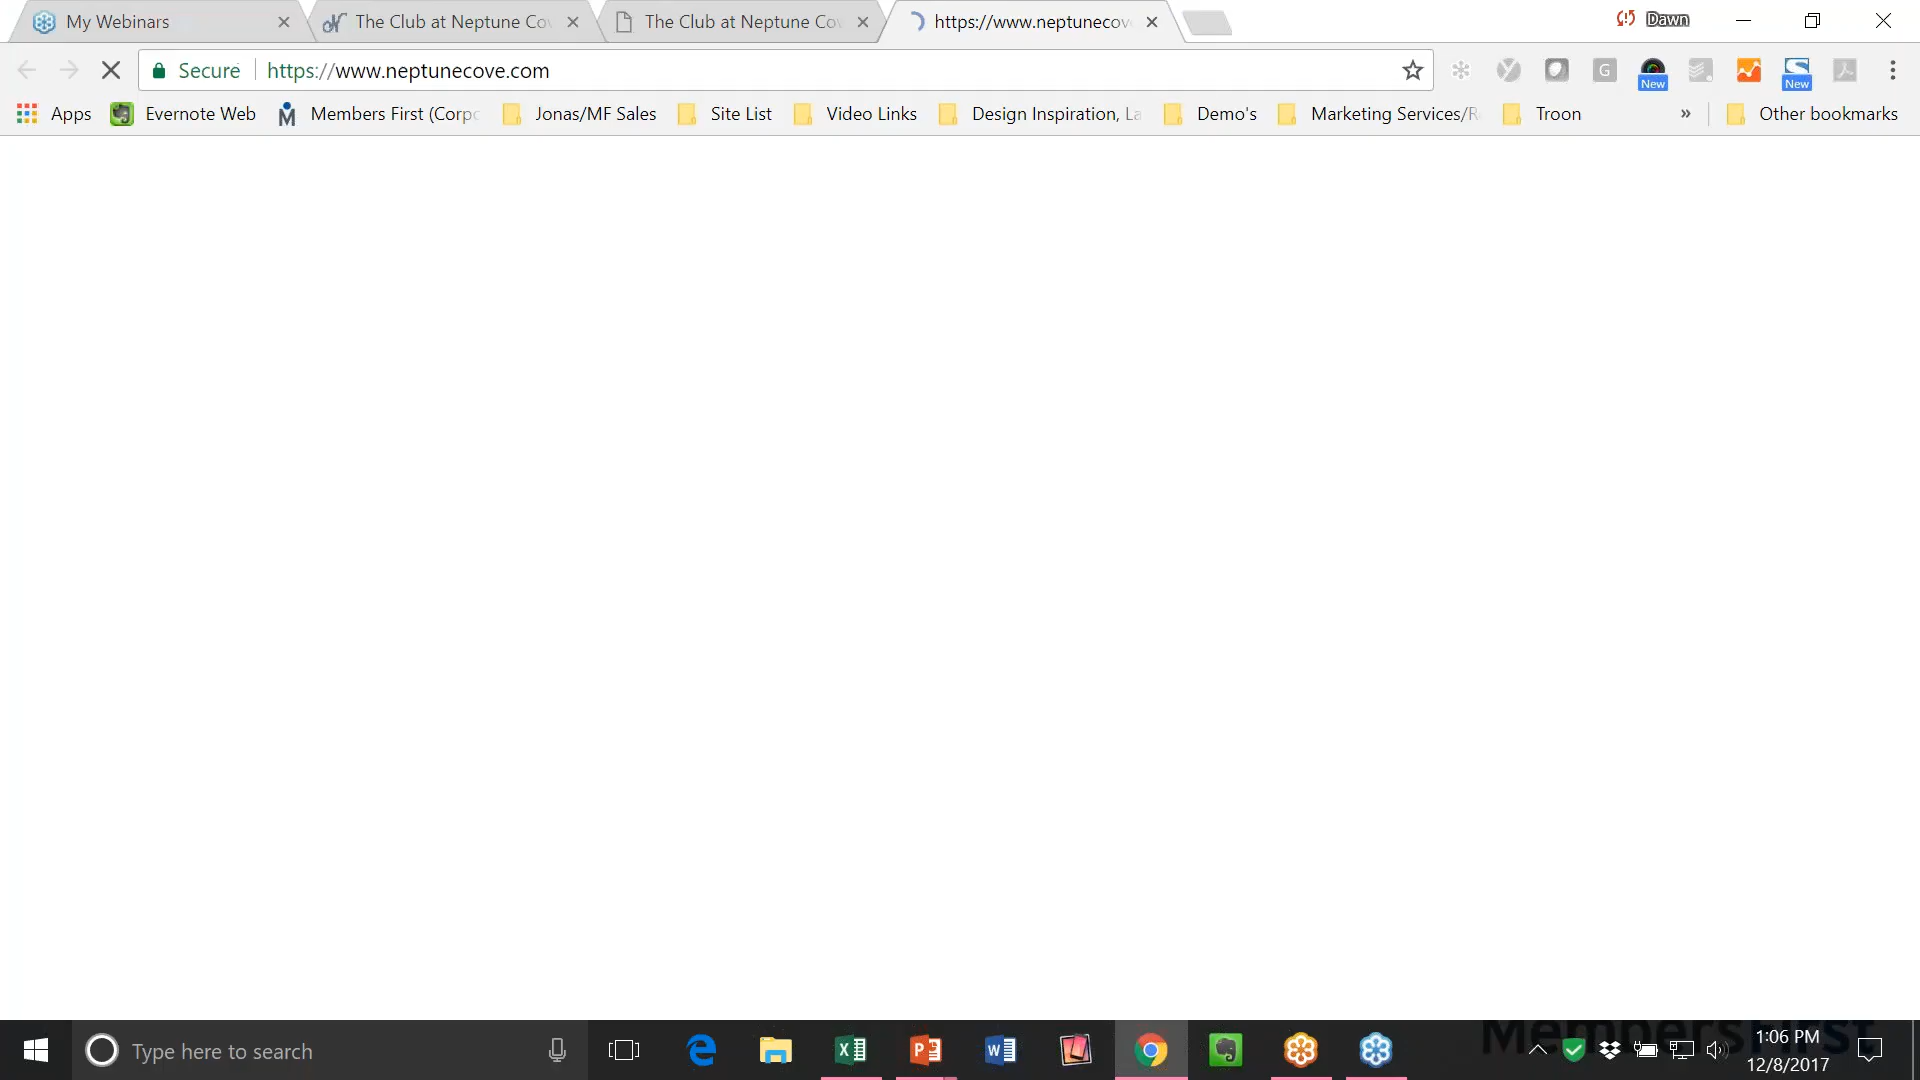 My Webinars
The Club at Neptune Co
The Club at Neptune Co
https://www.neptunecov
Dawn
Secure
https://www.neptunecove.com
G
New
New
Apps
Evernote Web
Members First (Corpo
Jonas/MF Sales
Site List
Video Links
Design Inspiration, La
Demo's
Marketing Services/R
Troon
»
Other bookmarks
Type here to search
MembersFirst
1:06 PM
12/8/2017